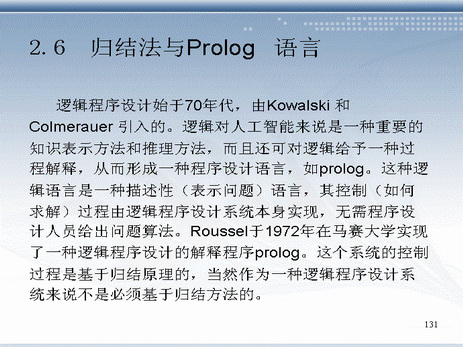 2.6 归结法与Prolog 语言
逻辑程序设计始于70年代，由Kowalski 和
Colmerauer 引入的。逻辑对人工智能来说是一种重要的
知识表示方法和推理方法，而且还可对逻辑给予一种过
程解释，从而形成一种程序设计语言，如prolog。这种逻
辑语言是一种描述性（表示问题）语言，其控制（如何
求解）过程由逻辑程序设计系统本身实现，无需程序设
计人员给出问题算法。Roussel于1972年在马赛大学实现
了一种逻辑程序设计的解释程序prolog。这个系统的控制
过程是基于归结原理的，当然作为一种逻辑程序设计系
统来说不是必须基于归结方法的。
131